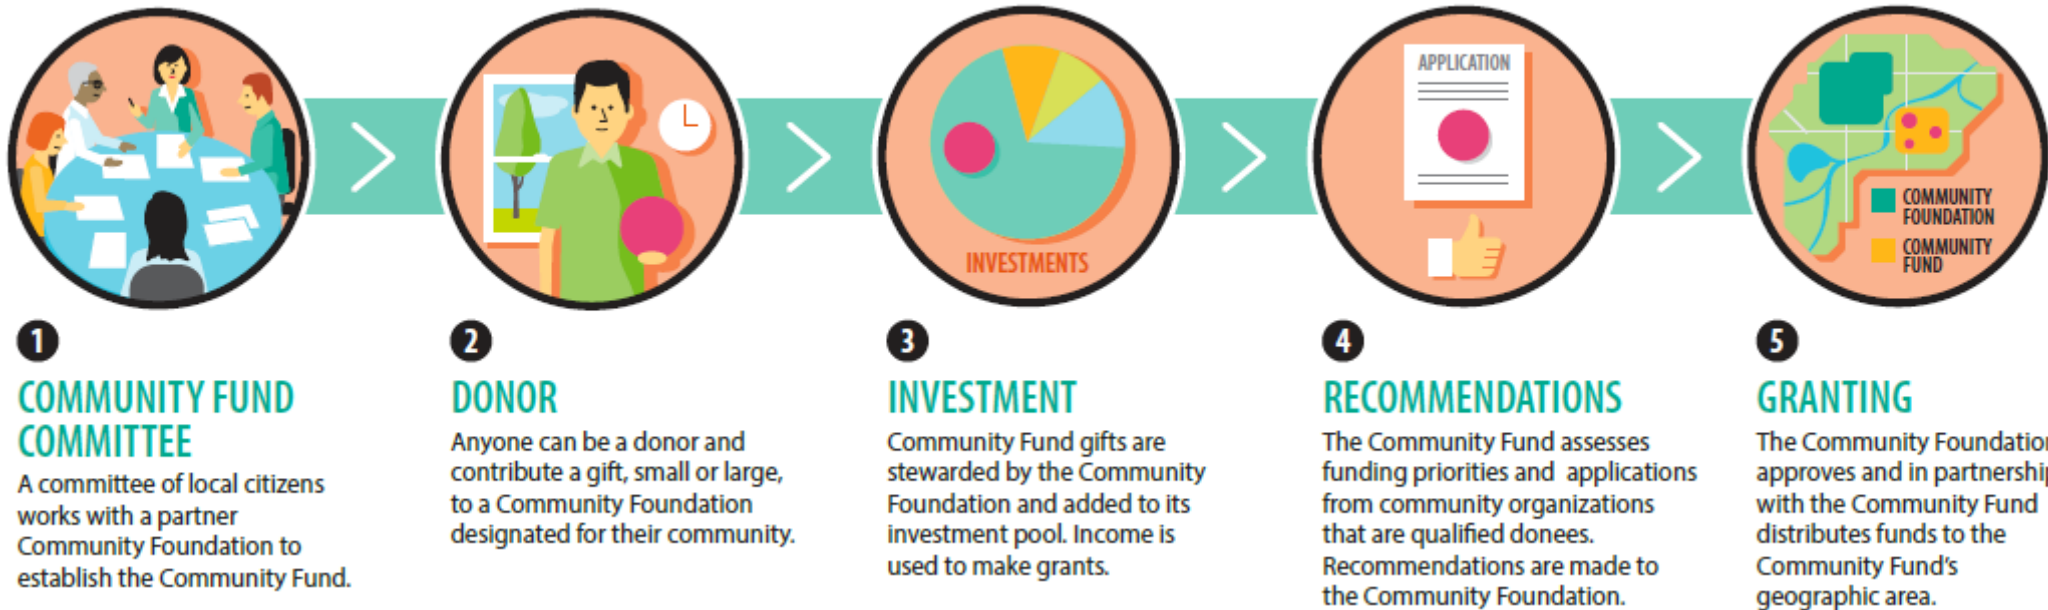 APPLICATION
INVESTMENTS
COMMUNITY
FOUNDATION
COMMUNITY
FUND
1
COMMUNITY FUND
COMMITTEE
A committee of local citizens
works with a partner
Community Foundation to
establish the Community Fund.
2
DONOR
Anyone can be a donor and
contribute a gift, small or large,
to a Community Foundation
designated for their community.
3
INVESTMENT
Community Fund gifts are
stewarded by the Community
Foundation and added to its
investment pool. Income is
used to make grants.
4
RECOMMENDATIONS
The Community Fund assesses
funding priorities and applications
from community organizations
that are qualified donees.
Recommendations are made to
the Community Foundation.
5
GRANTING
The Community Foundation
approves and in partnership
with the Community Fund
distributes funds to the
Community Fund's
geographic area.